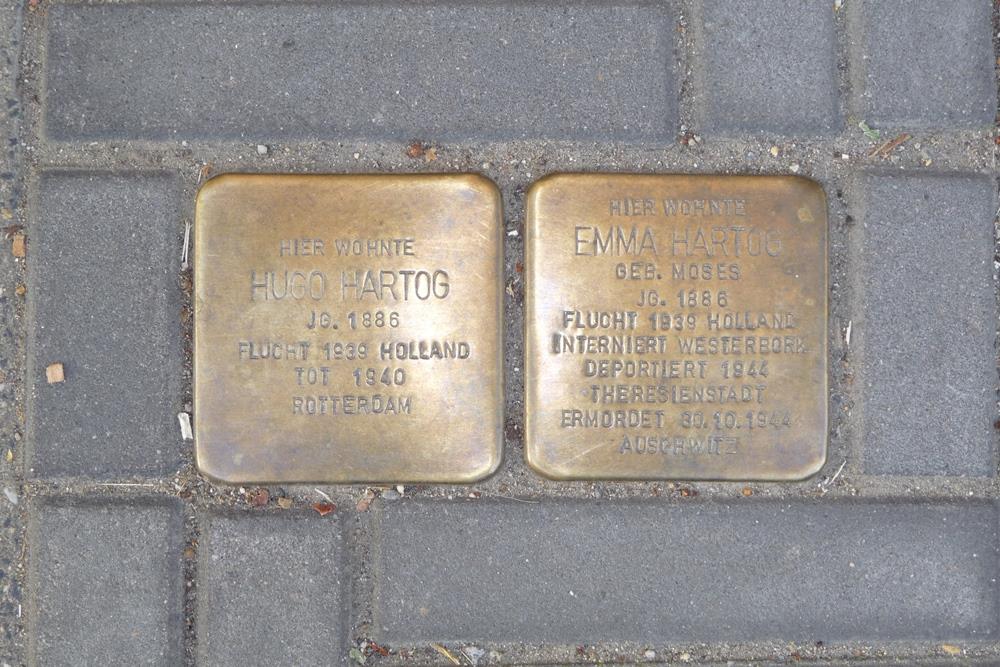 HIER WOHNTE
HUGO HARTOG
JG. 1886
FLUCHT 1939 HOLLAND
TOT 1940
ROTTERDAM
HIER WOHNTE
EMMA HARTOG
GEB. MOSES
JG. 1886
FLUCHT 1939 HOLLAND
INTERNIERT WESTERBORK
DEPORTIERT 1944
THERESIENSTADT
ERMORDET 30.10.1944
AUSCHWITZ